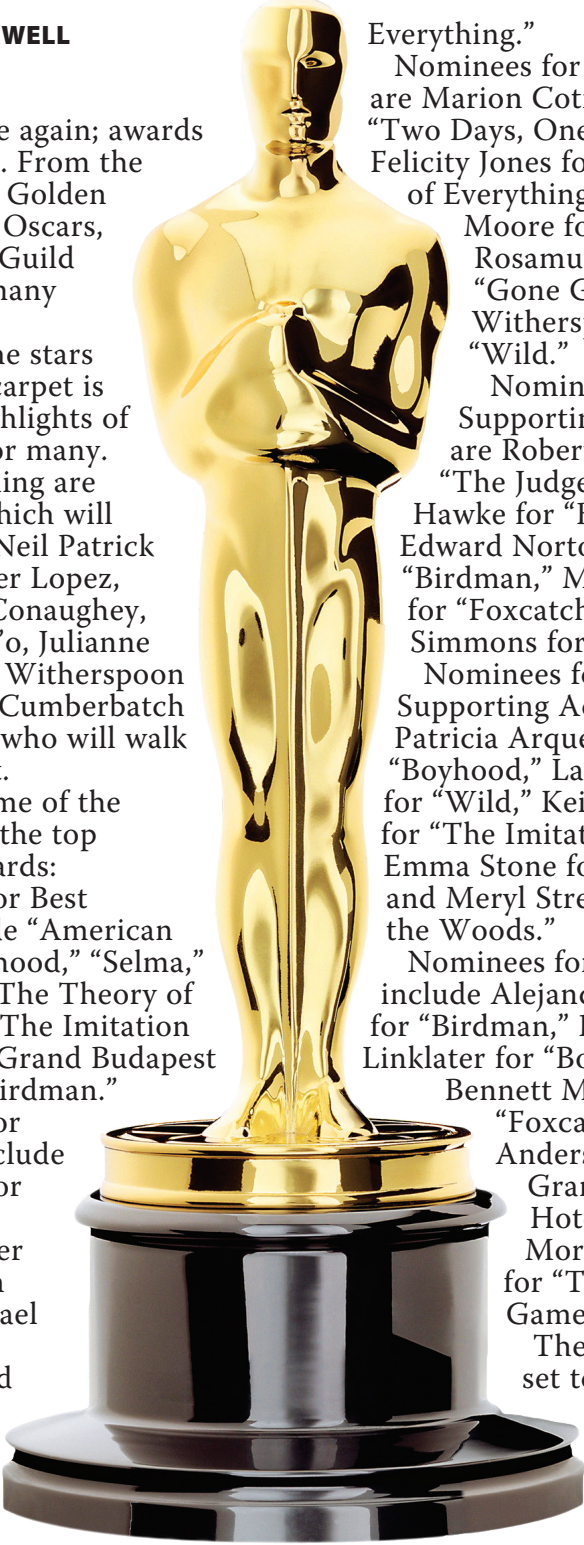 WELL
e again; awards
. From the
Golden
Oscars,
Guild
many
he stars
carpet is
hlights of
or many.
ing are
hich will
Neil Patrick
er Lopez,
Conaughey,
’o, Julianne
Witherspoon
Cumberbatch
who will walk
.
me of the
the top
ards:
or Best
de “American
hood,” “Selma,”
The Theory of
The Imitation
Grand Budapest
irdman.”
or
clude
or
er
n
ael
d
Everything.”
Nominees for
are Marion Coti
“Two Days, One
Felicity Jones fo
of Everything
Moore fo
Rosamu
“Gone G
Withersp
“Wild.”
Nomin
Supportin
are Rober
“The Judge
Hawke for “B
Edward Norto
“Birdman,” M
for “Foxcatch
Simmons for
Nominees fo
Supporting Ac
Patricia Arque
“Boyhood,” La
for “Wild,” Kei
for “The Imitat
Emma Stone fo
and Meryl Stre
the Woods.”
Nominees for
include Alejand
for “Birdman,” R
Linklater for “Bo
Bennett M
“Foxca
Anders
Gran
Hot
Mor
for “T
Game
The
set to